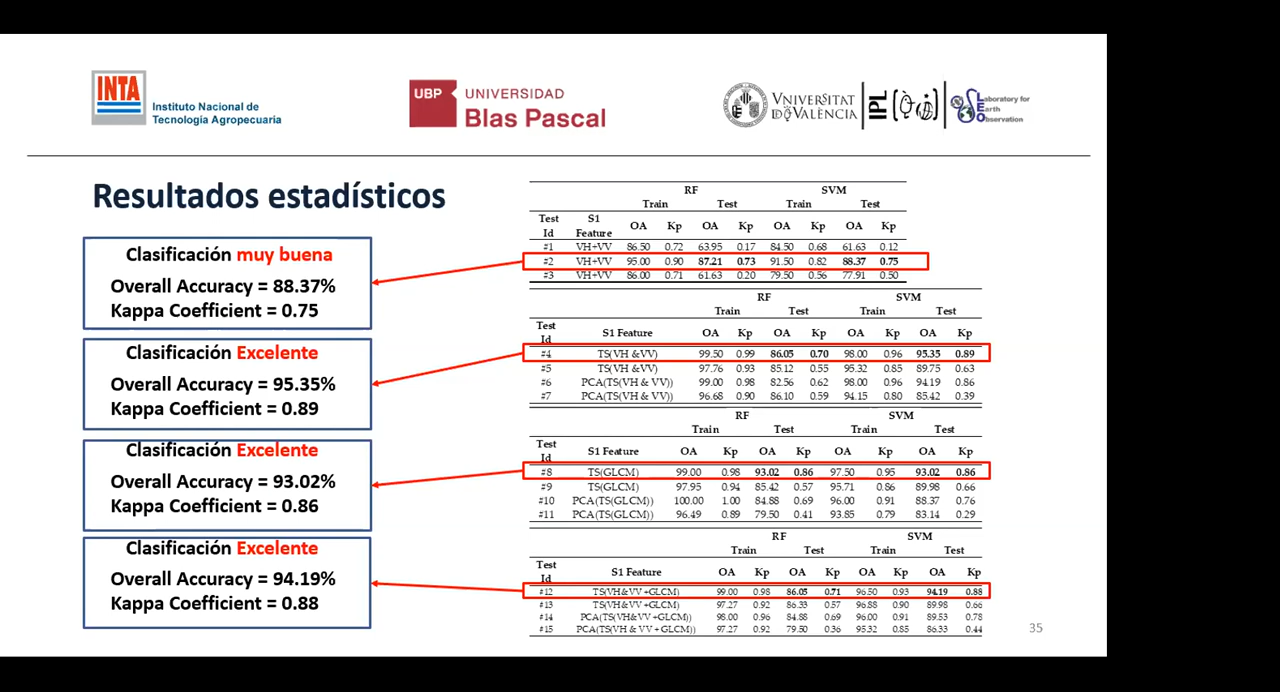 INTA
Instituto Nacional de
Tecnología Agropecuaria
UBP UNIVERSIDAD
Blas Pascal
VNIVERSITAT
D VALÈNCIA
IPL
LEO
Laboratory for
Earth
Observation
Resultados estadísticos
Clasificación muy buena
Overall Accuracy = 88.37%
Kappa Coefficient = 0.75
Clasificación Excelente
Overall Accuracy = 95.35%
Kappa Coefficient = 0.89
Clasificación Excelente
Overall Accuracy = 93.02%
Kappa Coefficient = 0.86
Clasificación Excelente
Overall Accuracy = 94.19%
Kappa Coefficient = 0.88
RF SVM
Train Test Train Test
Test Id S1 Feature OA Kp OA Kp OA Kp OA Kp
#1 VH+VV 86.50 0.72 63.95 0.17 84.50 0.68 61.63 0.12
#2 VH+VV 95.00 0.90 87.21 0.73 91.50 0.82 88.37 0.75
#3 VH+VV 86.00 0.71 61.63 0.20 79.50 0.56 77.91 0.50
RF SVM
Train Test Train Test
Test Id S1 Feature OA Kp OA Kp OA Kp OA Kp
#4 TS(VH &VV) 99.50 0.99 86.05 0.70 98.00 0.96 95.35 0.89
#5 TS(VH &VV) 97.76 0.93 85.12 0.55 95.32 0.85 89.75 0.63
#6 PCA(TS(VH & VV)) 99.00 0.98 82.56 0.62 98.00 0.96 94.19 0.86
#7 PCA(TS(VH & VV)) 96.68 0.90 86.10 0.59 94.15 0.80 85.42 0.39
RF SVM
Train Test Train Test
Test Id S1 Feature OA Kp OA Kp OA Kp OA Kp
#8 TS(GLCM) 99.00 0.98 93.02 0.86 97.50 0.95 93.02 0.86
#9 TS(GLCM) 97.95 0.94 85.42 0.57 95.71 0.86 89.98 0.66
#10 PCA(TS(GLCM)) 100.00 1.00 84.88 0.69 96.00 0.91 88.37 0.76
#11 PCA(TS(GLCM)) 96.49 0.89 79.50 0.41 93.85 0.79 83.14 0.29
RF SVM
Train Test Train Test
Test Id S1 Feature OA Kp OA Kp OA Kp OA Kp
#12 TS(VH&VV +GLCM) 99.00 0.98 86.05 0.71 96.50 0.93 94.19 0.88
#13 TS(VH&VV +GLCM) 97.27 0.92 86.33 0.57 96.88 0.90 89.98 0.66
#14 PCA(TS(VH&VV +GLCM)) 98.00 0.96 84.88 0.69 96.00 0.91 89.53 0.78
#15 PCA(TS(VH & VV + GLCM)) 97.27 0.92 79.50 0.36 95.32 0.85 86.33 0.44
35